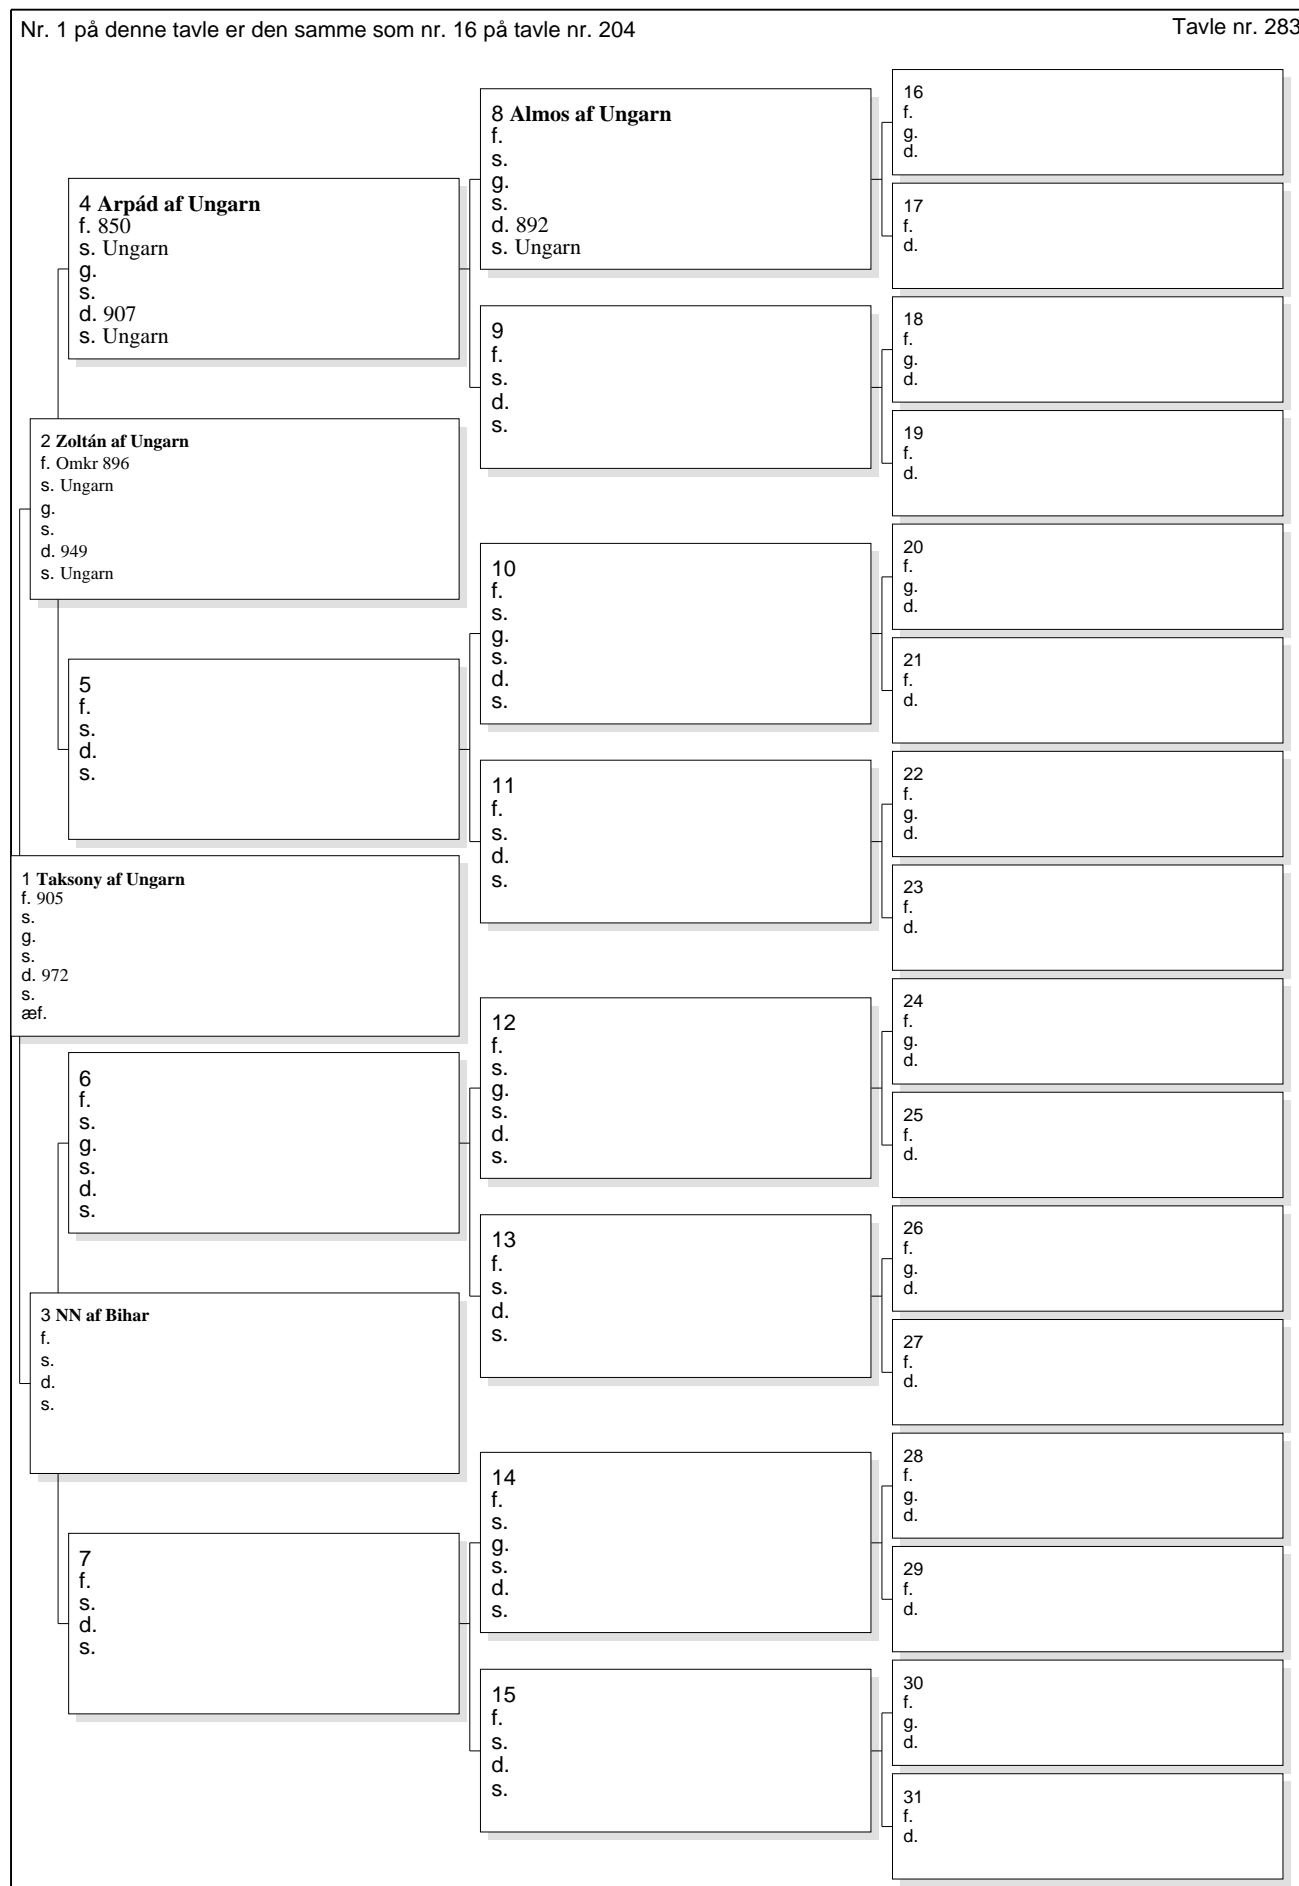 Nr. 1 på denne tavle er den samme som nr. 16 på tavle nr. 204
Tavle nr. 283
1 Taksony af Ungarn
f. 905
s.
g.
s.
d. 972
s.
æf.
2 Zoltán af Ungarn
f. Omkr 896
s. Ungarn
g.
s.
d. 949
s. Ungarn
3 NN af Bihar
f.
s.
d.
s.
4 Arpád af Ungarn
f. 850
s. Ungarn
g.
s.
d. 907
s. Ungarn
5
f.
s.
d.
s.
6
f.
s.
g.
s.
d.
s.
7
f.
s.
d.
s.
8 Almos af Ungarn
f.
s.
g.
s.
d. 892
s. Ungarn
9
f.
s.
d.
s.
10
f.
s.
g.
s.
d.
s.
11
f.
s.
d.
s.
12
f.
s.
g.
s.
d.
s.
13
f.
s.
d.
s.
14
f.
s.
g.
s.
d.
s.
15
f.
s.
d.
s.
16
f.
g.
d.
17
f.
d.
18
f.
g.
d.
19
f.
d.
20
f.
g.
d.
21
f.
d.
22
f.
g.
d.
23
f.
d.
24
f.
g.
d.
25
f.
d.
26
f.
g.
d.
27
f.
d.
28
f.
g.
d.
29
f.
d.
30
f.
g.
d.
31
f.
d.